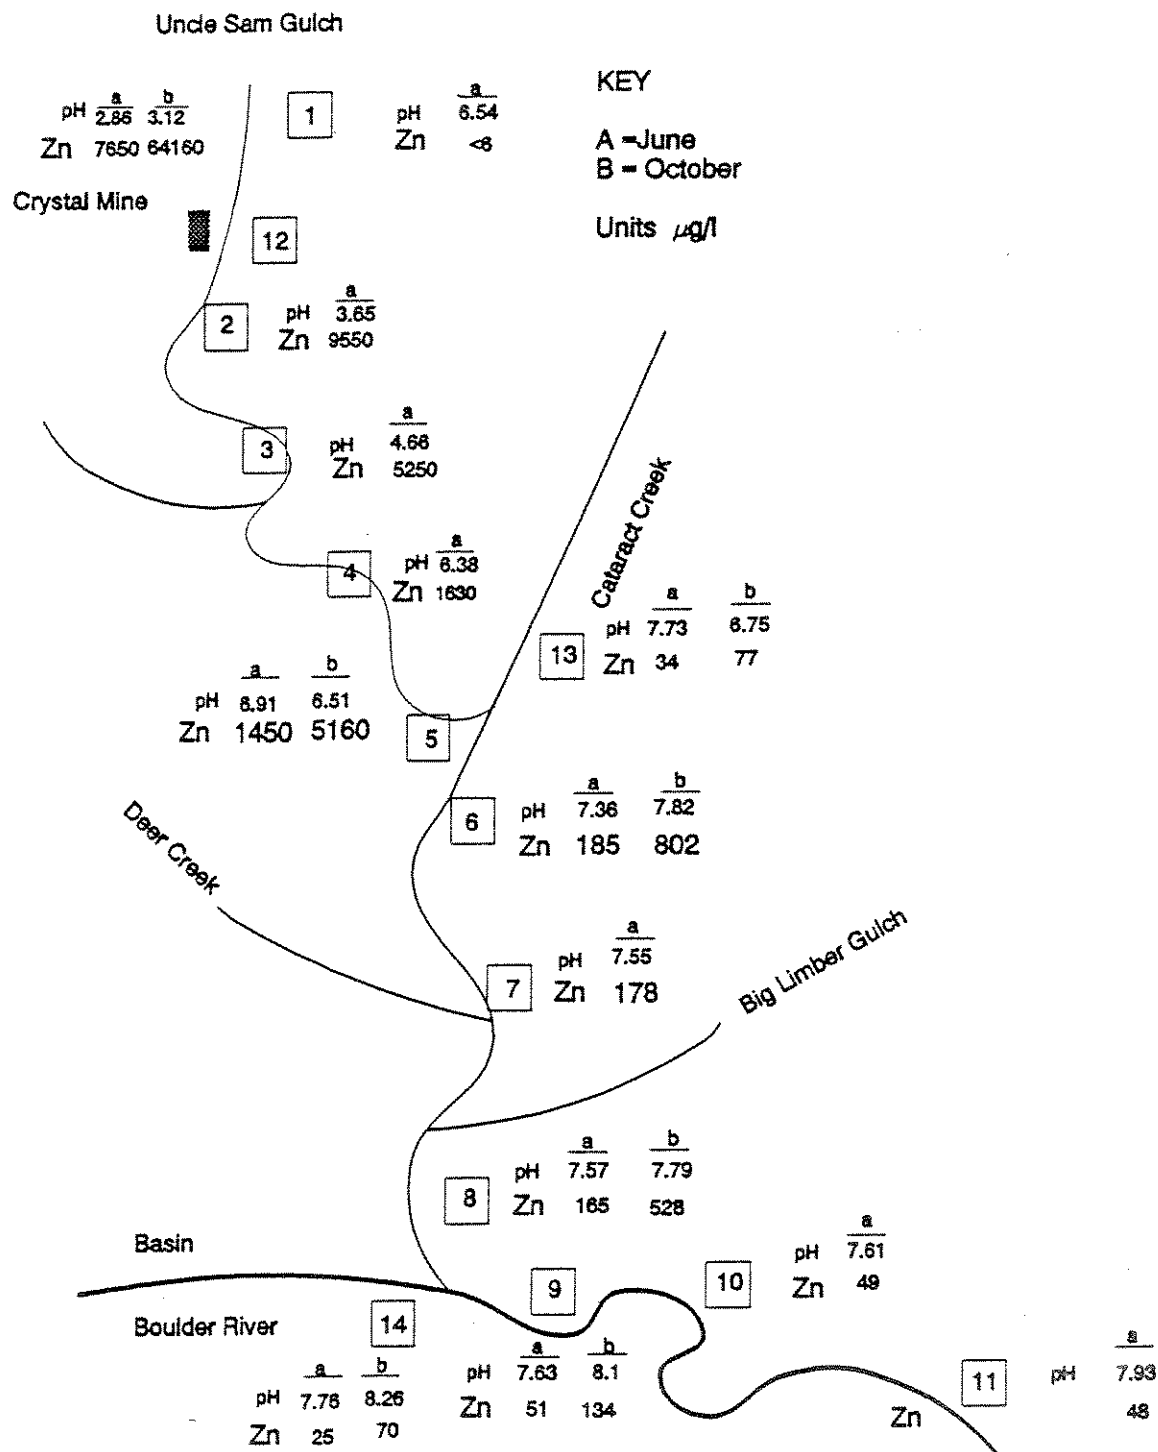 Uncle Sam Gulch
KEY
A = June
B = October
Units µg/l
a b
pH 2.86 3.12
Zn 7650 64160
1
a
pH 6.54
Zn <6
Crystal Mine
12
2
a
pH 3.65
Zn 9550
3
a
pH 4.66
Zn 5250
4
a
pH 6.38
Zn 1630
Cataract Creek
13
a b
pH 7.73 6.75
Zn 34 77
a b
pH 6.91 6.51
Zn 1450 5160
5
6
a b
pH 7.36 7.82
Zn 185 802
Deer Creek
7
a
pH 7.55
Zn 178
Big Limber Gulch
8
a b
pH 7.57 7.79
Zn 165 528
Basin
Boulder River
9
10
a
pH 7.61
Zn 49
14
a b
pH 7.76 8.26
Zn 25 70
a b
pH 7.63 8.1
Zn 51 134
11
a
pH 7.93
Zn 48